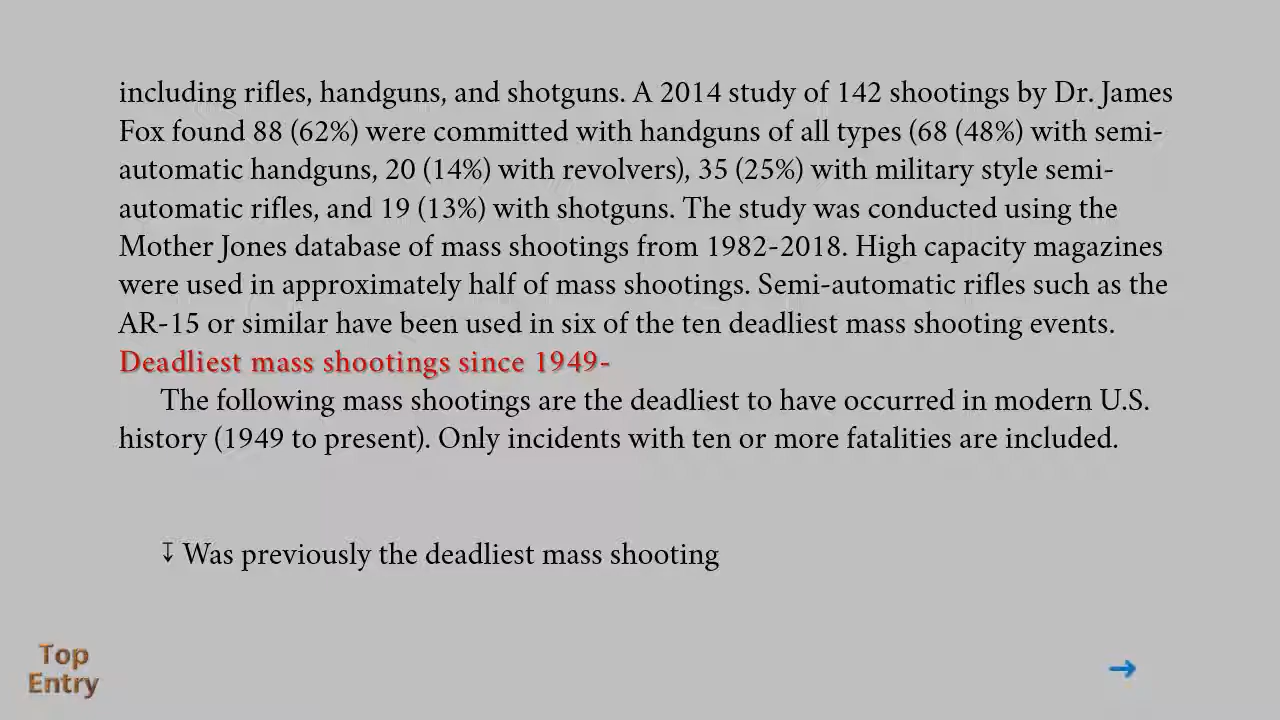 including rifles, handguns, and shotguns. A 2014 study of 142 shootings by Dr. James
Fox found 88 (62%) were committed with handguns of all types (68 (48%) with semi-
automatic handguns, 20 (14%) with revolvers), 35 (25%) with military style semi-
automatic rifles, and 19 (13%) with shotguns. The study was conducted using the
Mother Jones database of mass shootings from 1982-2018. High capacity magazines
were used in approximately half of mass shootings. Semi-automatic rifles such as the
AR-15 or similar have been used in six of the ten deadliest mass shooting events.
Deadliest mass shootings since 1949-
The following mass shootings are the deadliest to have occurred in modern U.S.
history (1949 to present). Only incidents with ten or more fatalities are included.
↧ Was previously the deadliest mass shooting
Top
Entry
→